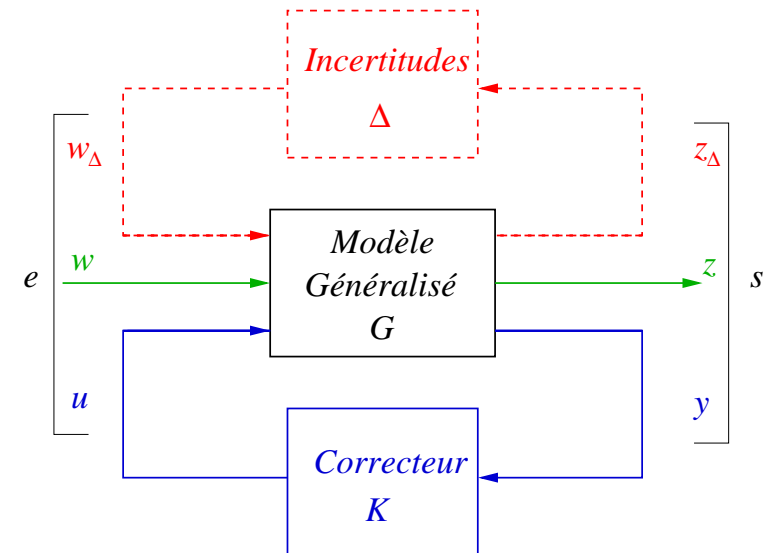 Incertitudes
Δ
w_Δ
z_Δ
Modèle
Généralisé
G
e
w
z
s
u
y
Correcteur
K